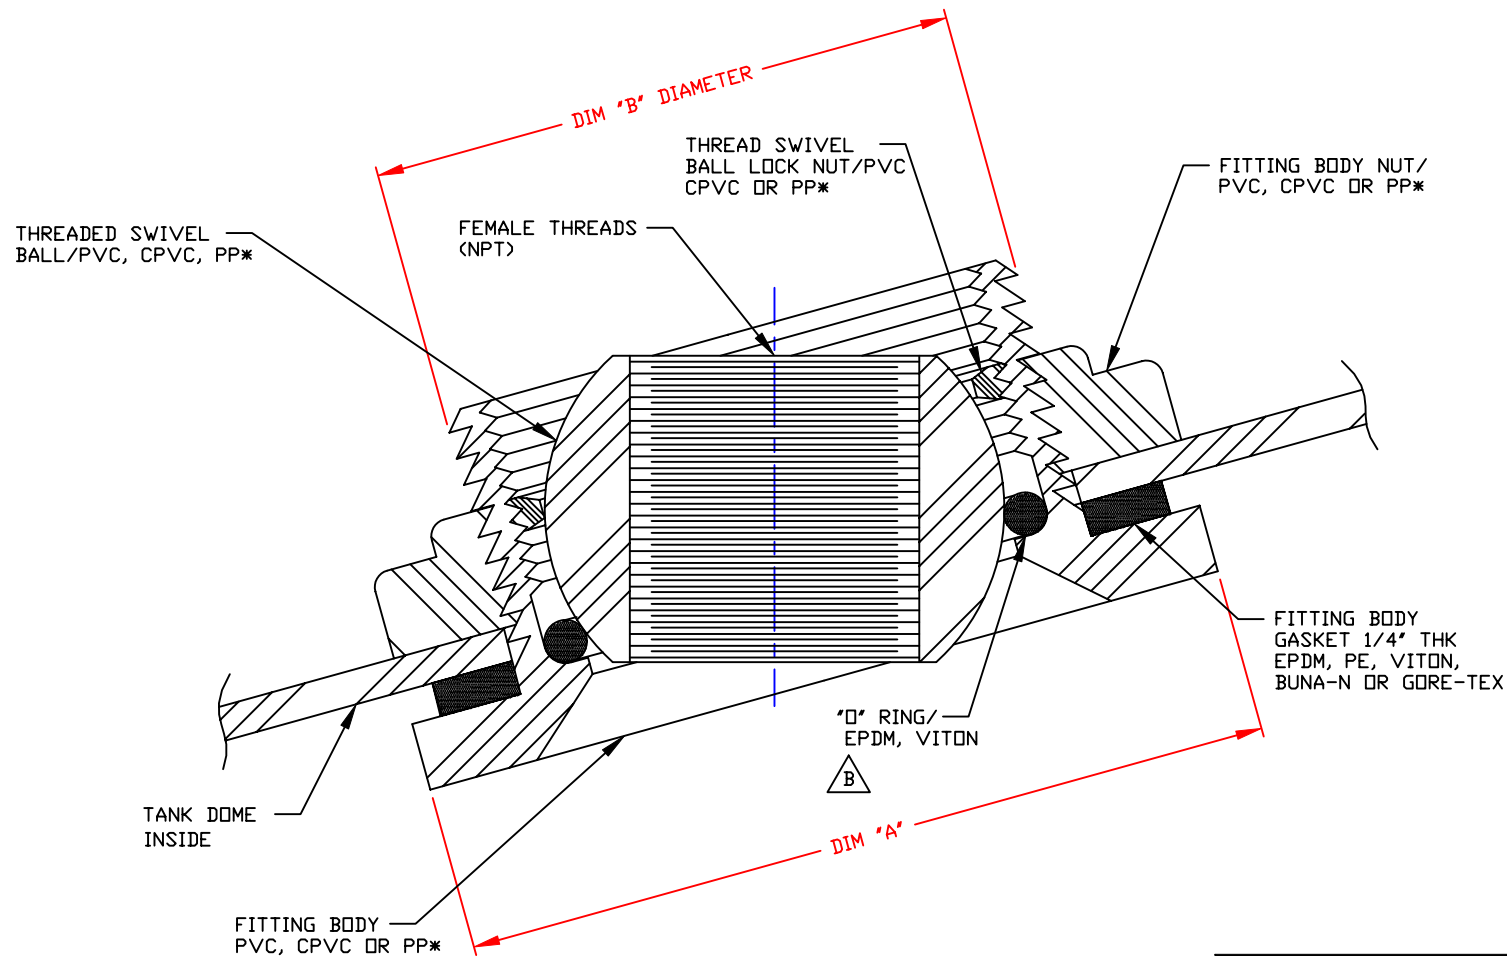 DIM "B" DIAMETER
THREAD SWIVEL
BALL LOCK NUT/PVC
CPVC OR PP*
FITTING BODY NUT/
PVC, CPVC OR PP*
THREADED SWIVEL
BALL/PVC, CPVC, PP*
FEMALE THREADS
(NPT)
FITTING BODY
GASKET 1/4" THK
EPDM, PE, VITON,
BUNA-N OR GORE-TEX
"O" RING/
EPDM, VITON
B
TANK DOME
INSIDE
DIM "A"
FITTING BODY
PVC, CPVC OR PP*